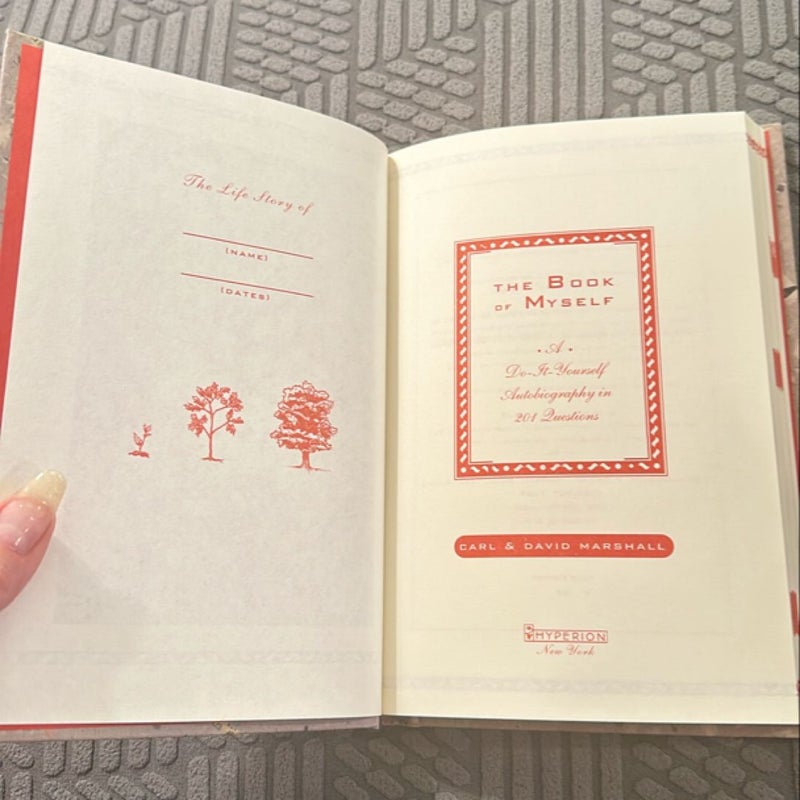 The Life Story of
(NAME)
(DATES)
THE BOOK
OF MYSELF
• A •
Do-It-Yourself
Autobiography in
201 Questions
CARL & DAVID MARSHALL
HYPERION
New York